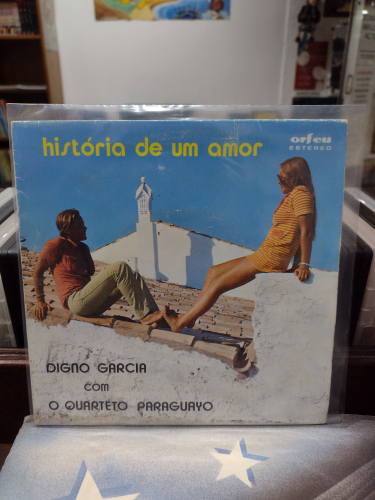 história de um amor
orfeu
ESTEREO
DIGNO GARCIA
com
O QUARTETO PARAGUAYO